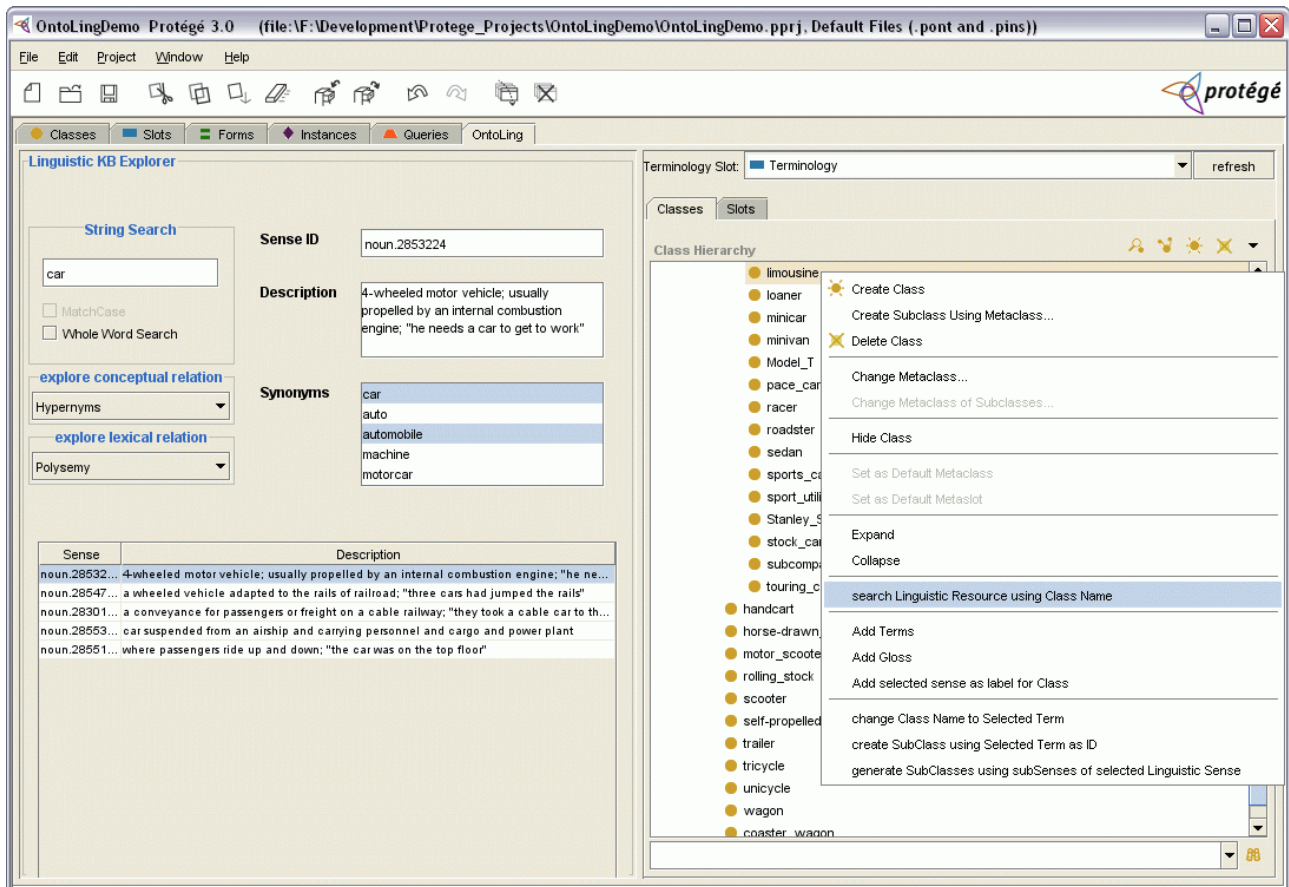 OntoLingDemo Protégé 3.0 (file:\F:\Development\Protege_Projects\OntoLingDemo\OntoLingDemo.pprj, Default Files (.pont and .pins))
File Edit Project Window Help
protégé
Classes Slots Forms Instances Queries OntoLing
Linguistic KB Explorer
String Search
car
MatchCase
Whole Word Search
explore conceptual relation
Hypernyms
explore lexical relation
Polysemy
Sense ID
noun.2853224
Description
4-wheeled motor vehicle; usually
propelled by an internal combustion
engine; "he needs a car to get to work"
Synonyms
car
auto
automobile
machine
motorcar
Sense Description
noun.28532... 4-wheeled motor vehicle; usually propelled by an internal combustion engine; "he ne...
noun.28547... a wheeled vehicle adapted to the rails of railroad; "three cars had jumped the rails"
noun.28301... a conveyance for passengers or freight on a cable railway; "they took a cable car to th...
noun.28553... car suspended from an airship and carrying personnel and cargo and power plant
noun.28551... where passengers ride up and down; "the car was on the top floor"
Terminology Slot: Terminology refresh
Classes Slots
Class Hierarchy
limousine
loaner
minicar
minivan
Model_T
pace_car
racer
roadster
sedan
sports_ca
sport_utili
Stanley_S
stock_car
subcompa
touring_c
handcart
horse-drawn_
motor_scoote
rolling_stock
scooter
self-propelled
trailer
tricycle
unicycle
wagon
coaster_wagon
Create Class
Create Subclass Using Metaclass...
Delete Class
Change Metaclass...
Change Metaclass of Subclasses...
Hide Class
Set as Default Metaclass
Set as Default Metaslot
Expand
Collapse
search Linguistic Resource using Class Name
Add Terms
Add Gloss
Add selected sense as label for Class
change Class Name to Selected Term
create SubClass using Selected Term as ID
generate SubClasses using subSenses of selected Linguistic Sense